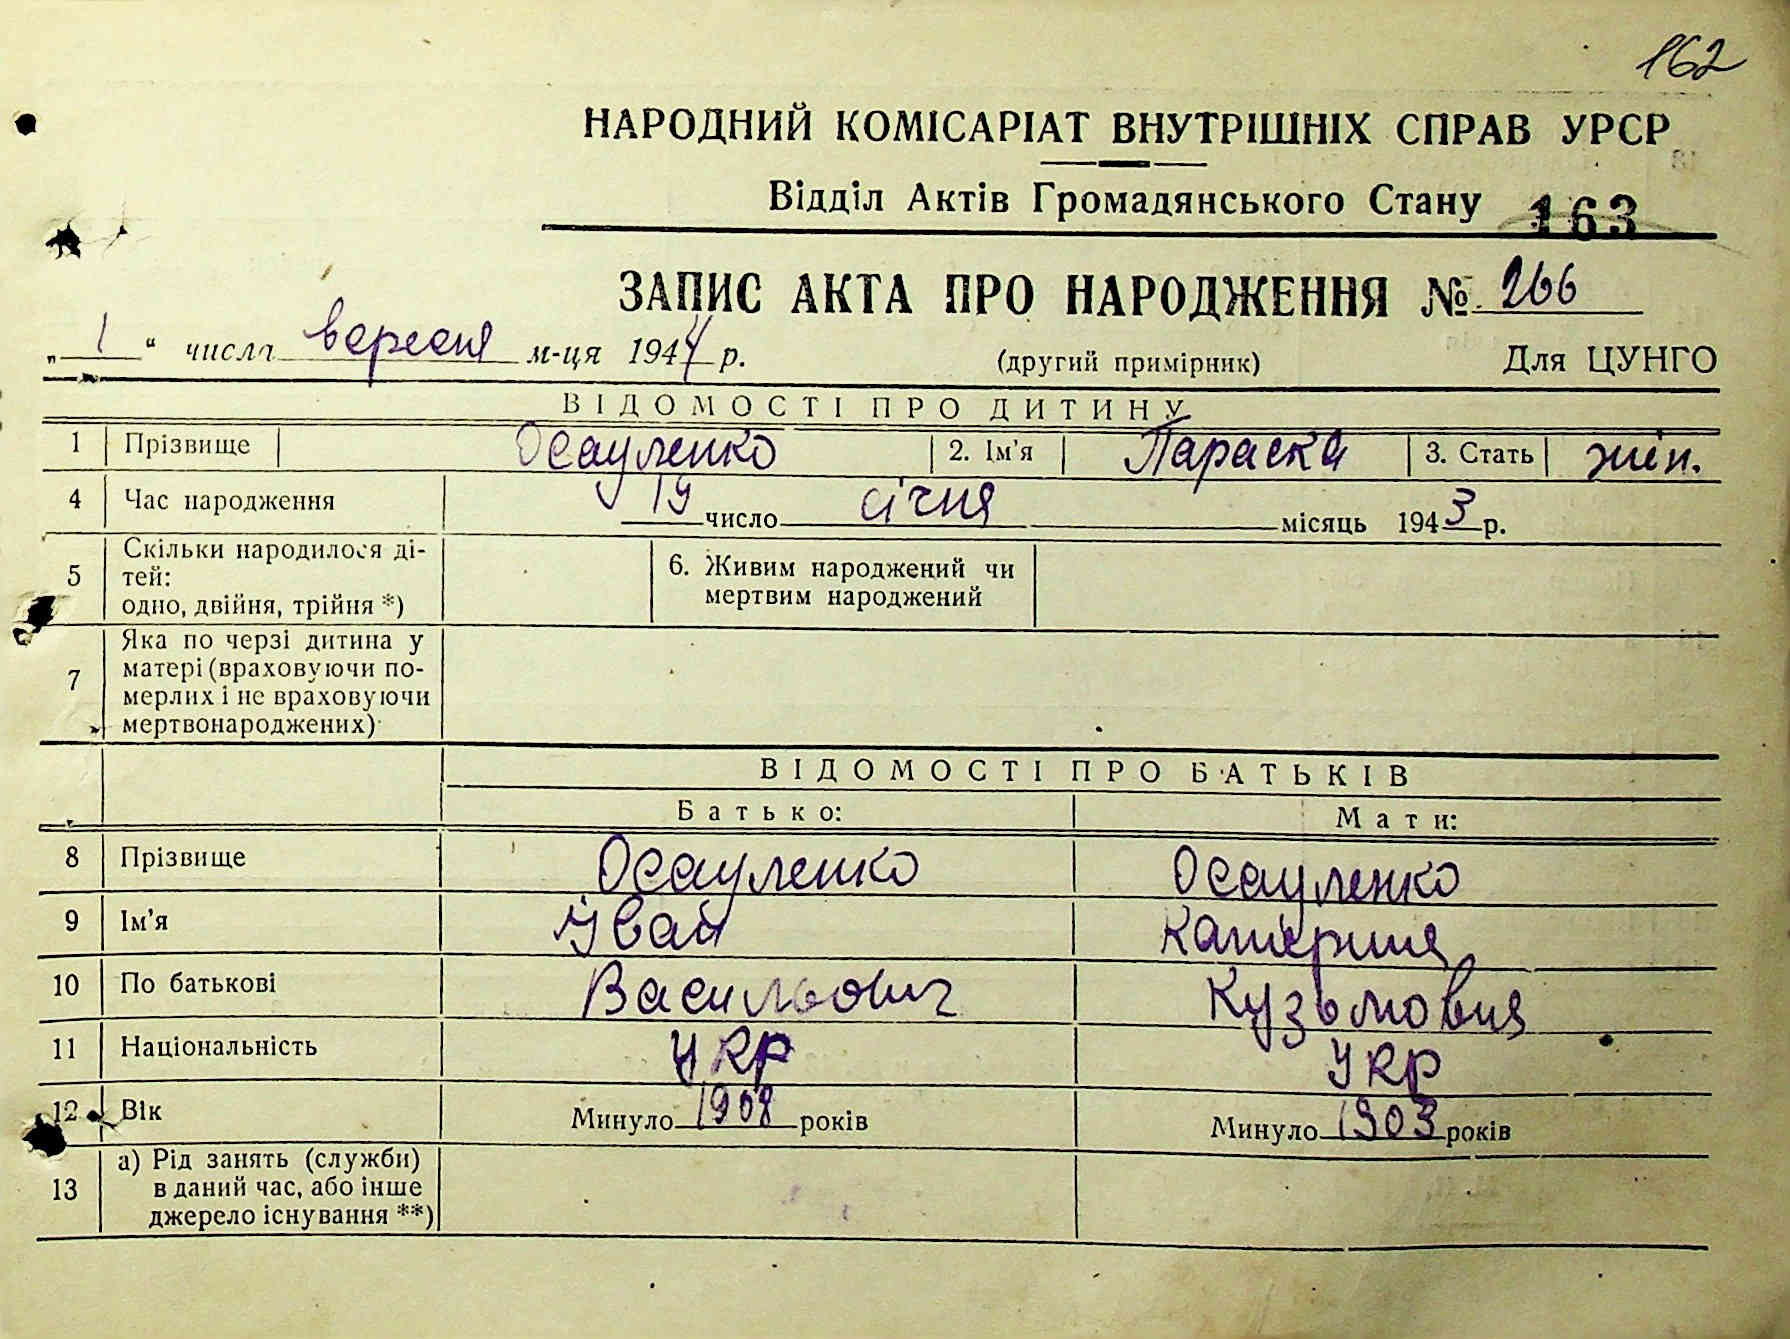 162
НАРОДНИЙ КОМІСАРІАТ ВНУТРІШНІХ СПРАВ УРСР
Відділ Актів Громадянського Стану 163
ЗАПИС АКТА ПРО НАРОДЖЕННЯ № 266
„ 1 “ числа вересня м-ця 1944 р. (другий примірник) Для ЦУНГО
ВІДОМОСТІ ПРО ДИТИНУ
1 Прізвище Осауленко 2. Ім'я Параска 3. Стать жін.
4 Час народження 19 число січня місяць 1943 р.
5 Скільки народилося ді-
тей:
одно, двійня, трійня *)
6. Живим народжений чи
мертвим народжений
7 Яка по черзі дитина у
матері (враховуючи по-
мерлих і не враховуючи
мертвонароджених)
ВІДОМОСТІ ПРО БАТЬКІВ
Батько: Мати:
8 Прізвище Осауленко Осауленко
9 Ім'я Іван Катерина
10 По батькові Васильович Кузьмовна
11 Національність УКР УКР
12 Вік Минуло 1908 років Минуло 1903 років
13 а) Рід занять (служби)
в даний час, або інше
джерело існування **)